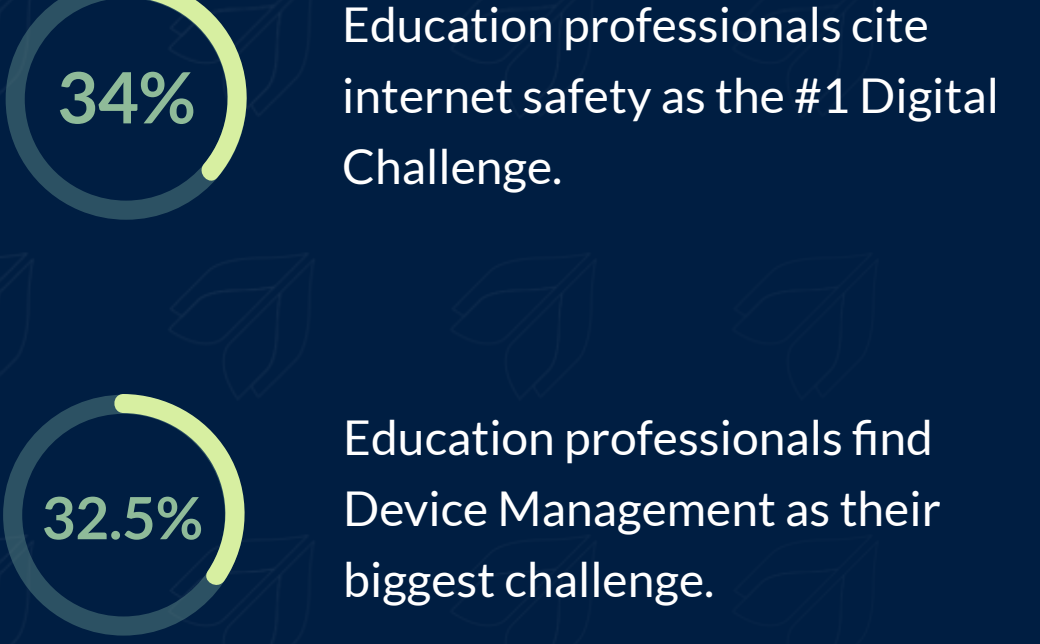 34%
Education professionals cite
internet safety as the #1 Digital
Challenge.
32.5%
Education professionals find
Device Management as their
biggest challenge.